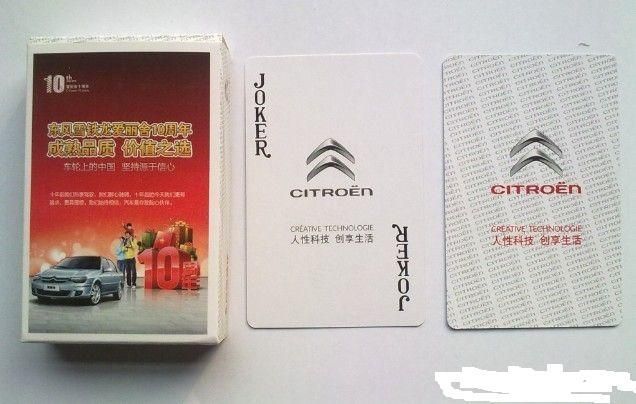 10th
东风雪铁龙爱丽舍10周年
成熟品质 价值之选
车轮上的中国 坚持源于信心
10周年
JOKER
CITROËN
CRÉATIVE TECHNOLOGIE
人性科技 创享生活
JOKER
CITROËN
CRÉATIVE TECHNOLOGIE
人性科技 创享生活